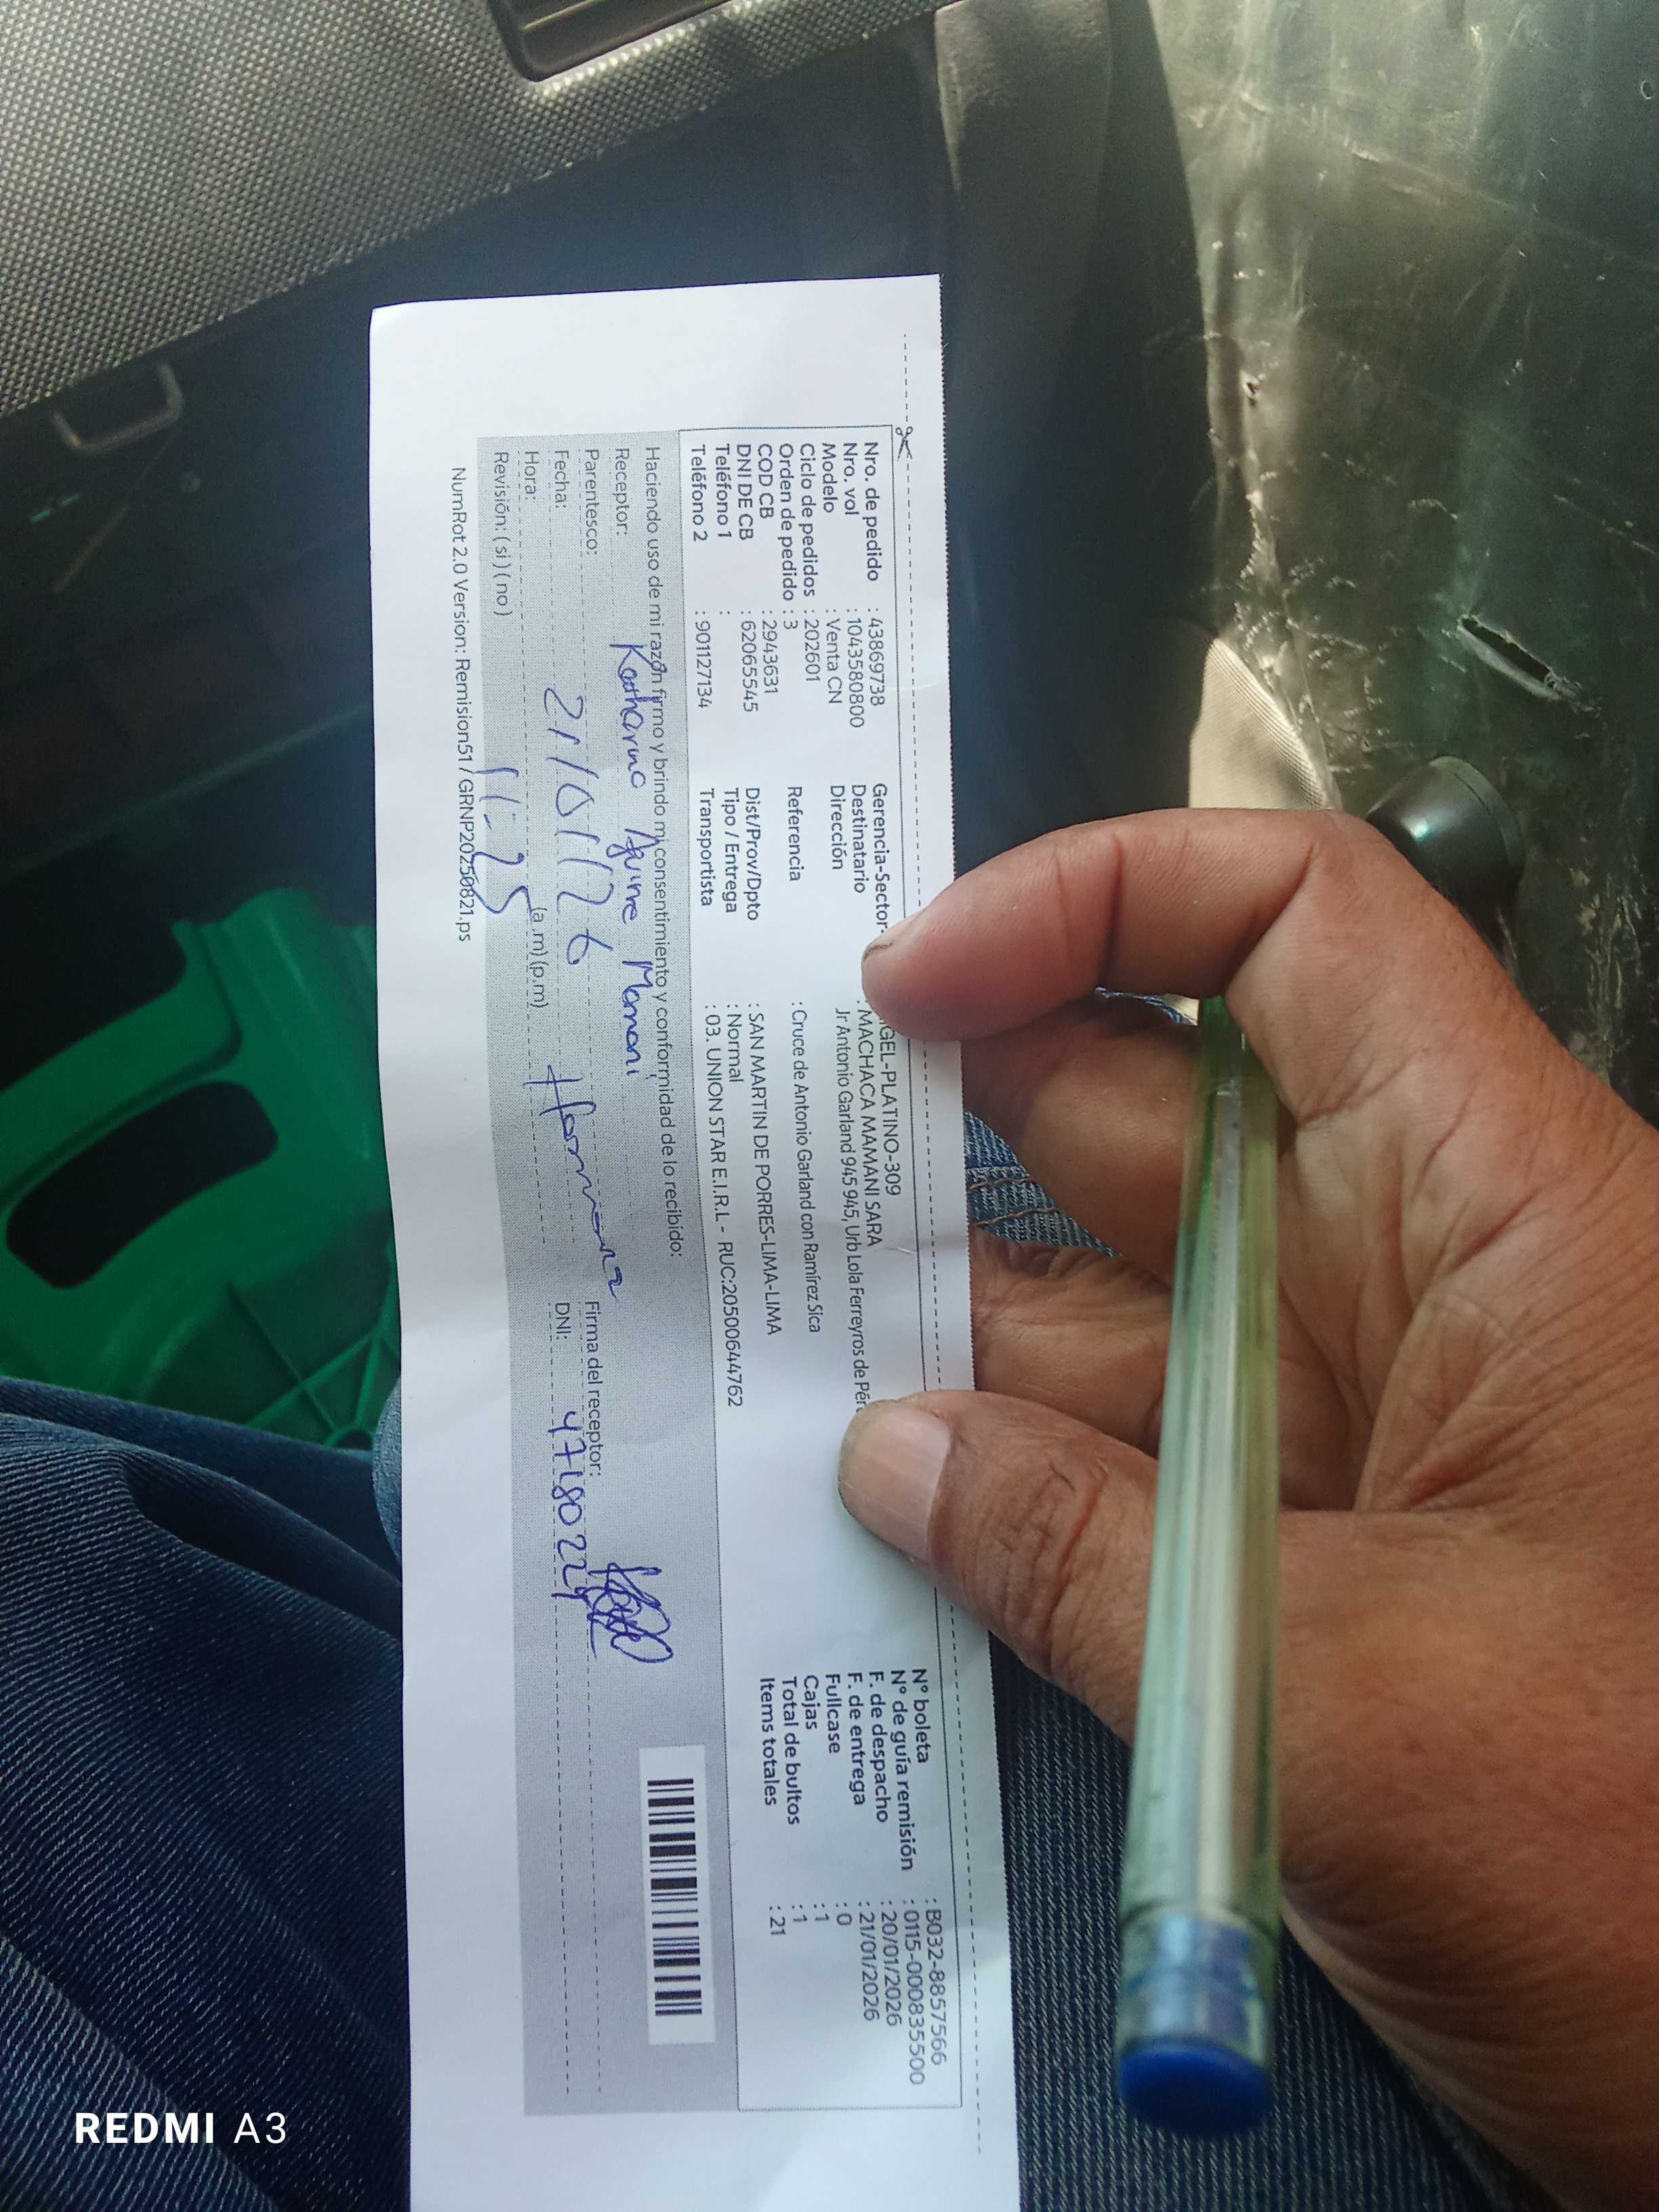 Nro. de pedido : 43869738
Nro. vol : 1043580800
Modelo : Venta CN
Ciclo de pedidos : 202601
Orden de pedido : 3
COD CB : 2943631
DNI DE CB : 62065545
Teléfono 1 :
Teléfono 2 : 901127134
Gerencia-Sector- GEL-PLATINO-309
Destinatario : MACHACA MAMANI SARA
Dirección Jr Antonio Garland 945 945, Urb Lola Ferreyros de Pér
Referencia : Cruce de Antonio Garland con Ramírez Sica
Dist/Prov/Dpto : SAN MARTIN DE PORRES-LIMA-LIMA
Tipo / Entrega : Normal
Transportista : 03. UNION STAR E.I.R.L - RUC:20500644762
N° boleta : B032-8857566
N° de guía remisión : 0115-000835500
F. de despacho : 20/01/2026
F. de entrega : 21/01/2026
Fullcase : 0
Cajas : 1
Total de bultos : 1
Items totales : 21
Haciendo uso de mi razón firmo y brindo mi consentimiento y conformidad de lo recibido:
Receptor: Mamani
Parentesco:
Firma del receptor:
Fecha: 21/01/26
DNI:
Hora: 11-25 (a.m) (p.m)
Revisión: ( si ) ( no )
NumRot 2.0 Version: Remision51 / GRNP20250821.ps
REDMI A3